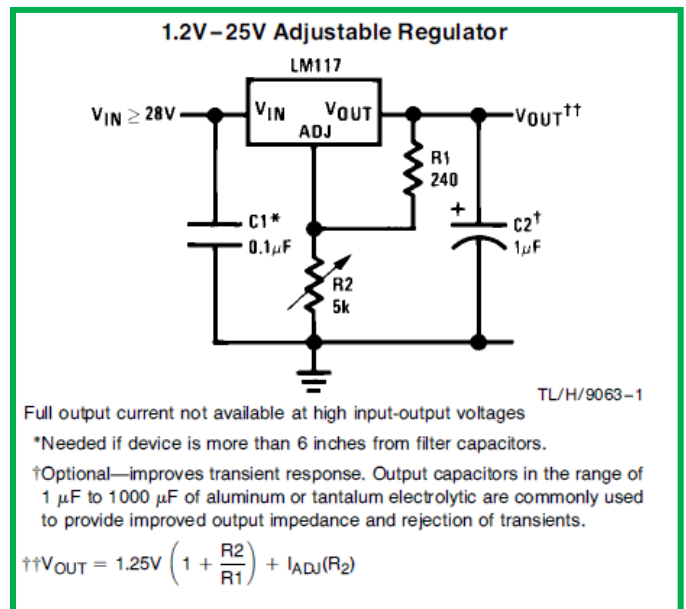 1.2V–25V Adjustable Regulator
LM117
VIN ≥ 28V
VIN VOUT
ADJ
VOUT††
R1
240
C1*
0.1μF
+
C2†
1μF
R2
5k
TL/H/9063–1
Full output current not available at high input-output voltages
*Needed if device is more than 6 inches from filter capacitors.
†Optional—improves transient response. Output capacitors in the range of
1 μF to 1000 μF of aluminum or tantalum electrolytic are commonly used
to provide improved output impedance and rejection of transients.
††VOUT = 1.25V (1 + R2/R1) + IADJ(R2)